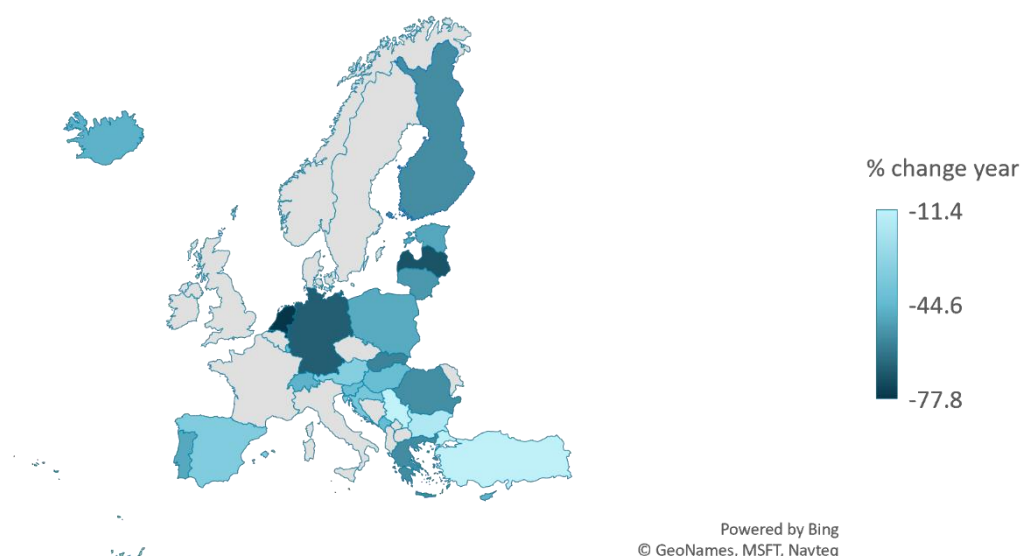 % change year
-11.4
-44.6
-77.8
Powered by Bing
© GeoNames, MSFT, Navteq